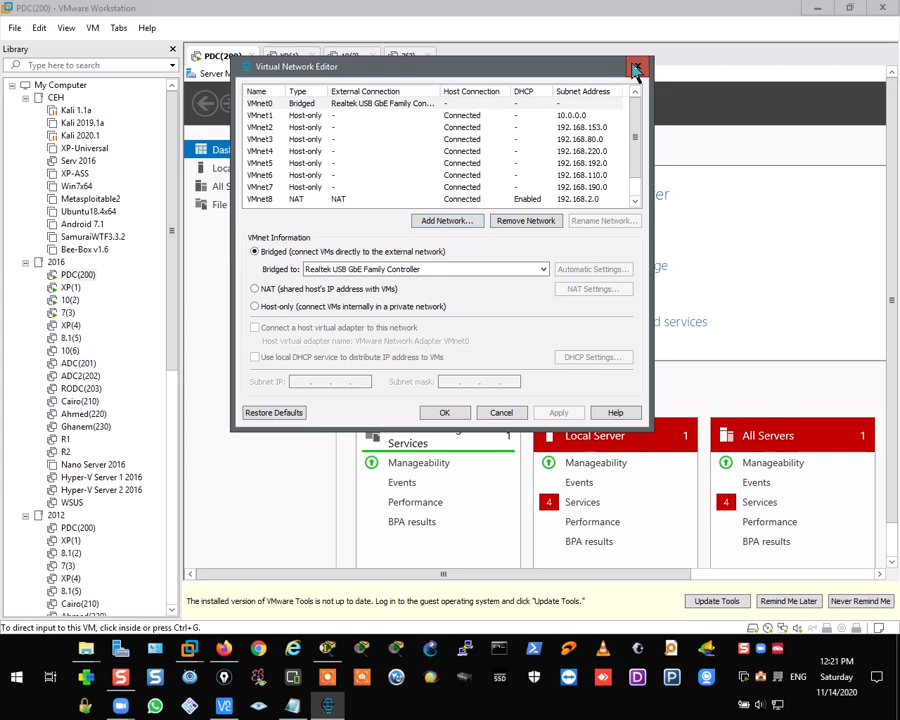 PDC(200) - VMware Workstation
File Edit View VM Tabs Help
Library
Type here to search
My Computer
CEH
Kali 1.1a
Kali 2019.1a
Kali 2020.1
XP-Universal
Serv 2016
XP-ASS
Win7x64
Metasploitable2
Ubuntu18.4x64
Android 7.1
SamuraiWTF3.3.2
Bee-Box v1.6
2016
PDC(200)
XP(1)
10(2)
7(3)
XP(4)
8.1(5)
10(6)
ADC(201)
ADC2(202)
RODC(203)
Cairo(210)
Ahmed(220)
Ghanem(230)
R1
R2
Nano Server 2016
Hyper-V Server 1 2016
Hyper-V Server 2 2016
WSUS
2012
PDC(200)
XP(1)
8.1(2)
7(3)
XP(4)
8.1(5)
Cairo(210)
PDC(200)
Server M
Virtual Network Editor
Name Type External Connection Host Connection DHCP Subnet Address
VMnet0 Bridged Realtek USB GbE Family Con... - - -
VMnet1 Host-only - Connected - 10.0.0.0
VMnet2 Host-only - Connected - 192.168.153.0
VMnet3 Host-only - Connected - 192.168.80.0
VMnet4 Host-only - Connected - 192.168.220.0
VMnet5 Host-only - Connected - 192.168.192.0
VMnet6 Host-only - Connected - 192.168.110.0
VMnet7 Host-only - Connected - 192.168.190.0
VMnet8 NAT NAT Connected Enabled 192.168.2.0
Add Network... Remove Network Rename Network...
VMnet Information
Bridged (connect VMs directly to the external network)
Bridged to: Realtek USB GbE Family Controller Automatic Settings...
NAT (shared host's IP address with VMs) NAT Settings...
Host-only (connect VMs internally in a private network)
Connect a host virtual adapter to this network
Host virtual adapter name: VMware Network Adapter VMnet0
Use local DHCP service to distribute IP address to VMs DHCP Settings...
Subnet IP: . . . Subnet mask: . . .
Restore Defaults OK Cancel Apply Help
Das
Loca
All S
File
er
ge
d services
Services 1
Manageability
Events
Performance
BPA results
Local Server 1
Manageability
Events
4 Services
Performance
BPA results
All Servers 1
Manageability
Events
4 Services
Performance
BPA results
The installed version of VMware Tools is not up to date. Log in to the guest operating system and click "Update Tools."
Update Tools Remind Me Later Never Remind Me
To direct input to this VM, click inside or press Ctrl+G.
SSD
ENG
12:21 PM
Saturday
11/14/2020